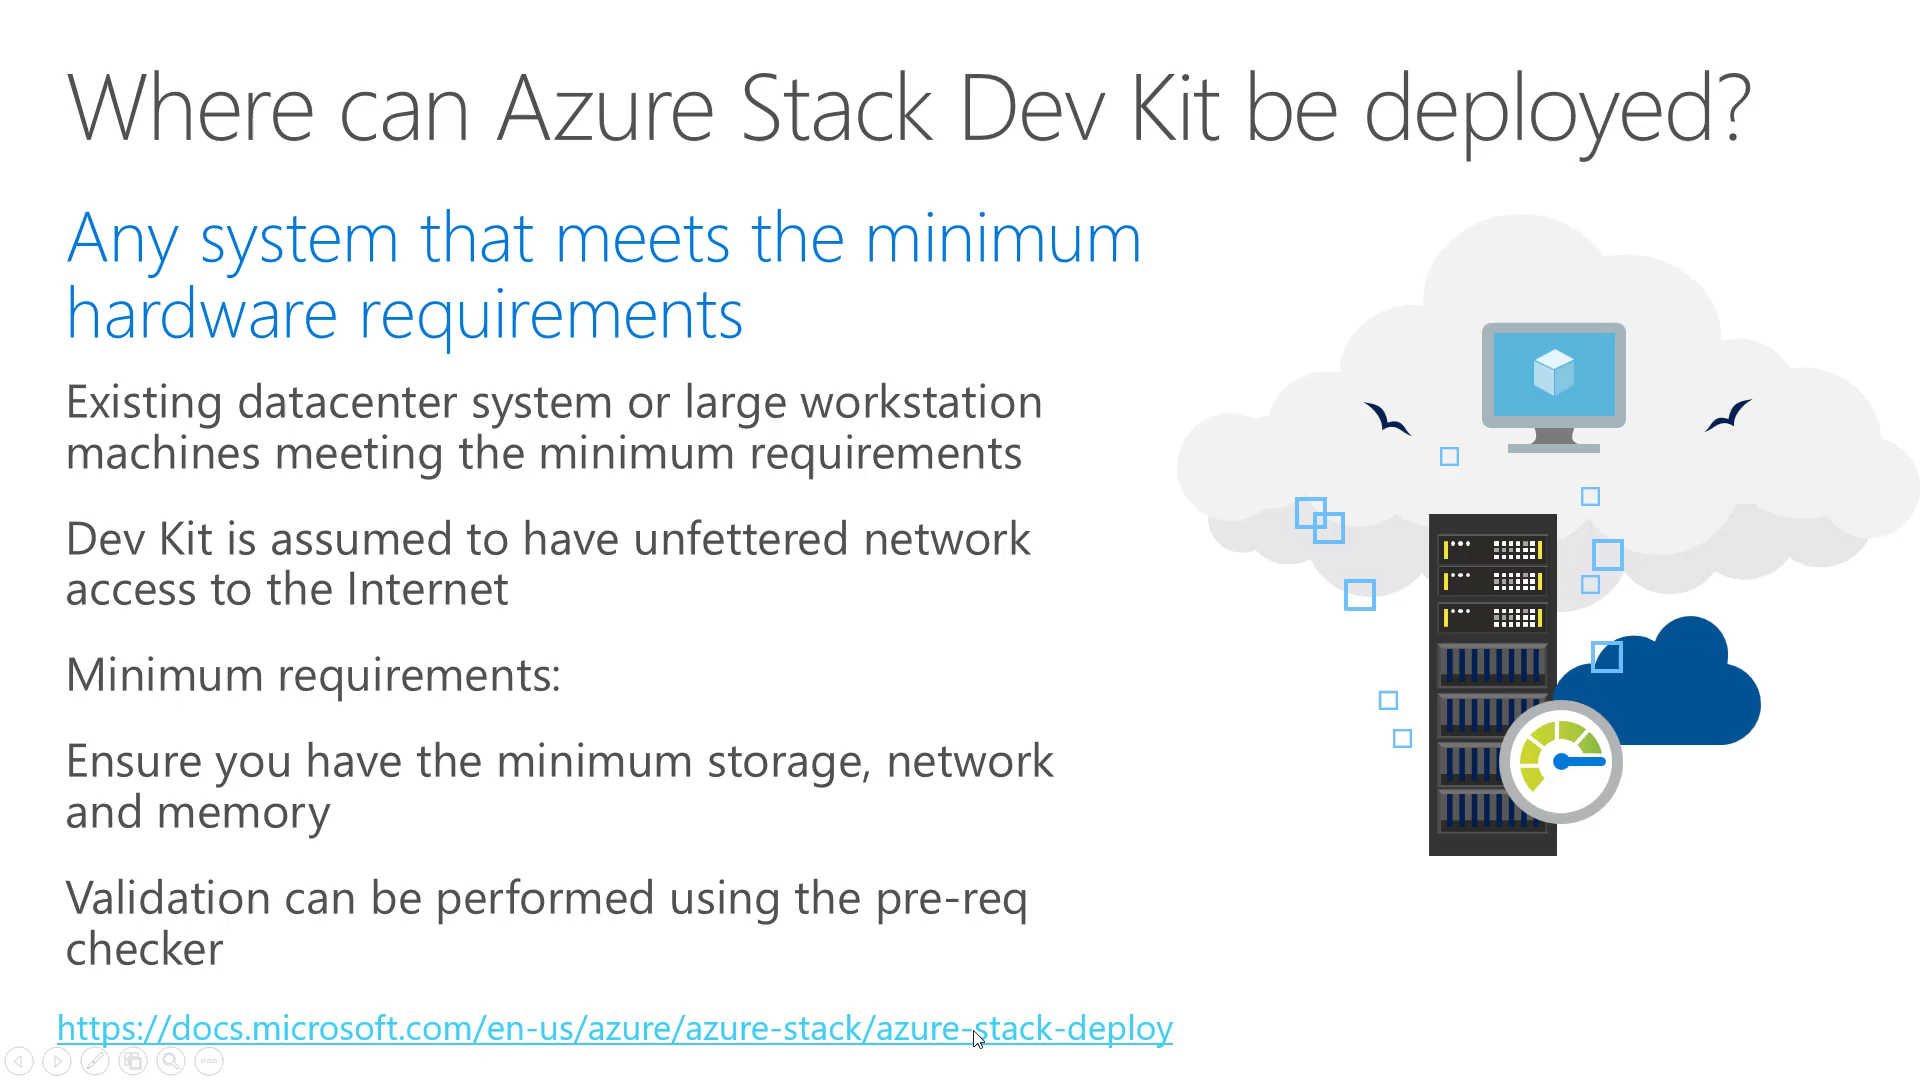 Where can Azure Stack Dev Kit be deployed?
Any system that meets the minimum
hardware requirements
Existing datacenter system or large workstation
machines meeting the minimum requirements
Dev Kit is assumed to have unfettered network
access to the Internet
Minimum requirements:
Ensure you have the minimum storage, network
and memory
Validation can be performed using the pre-req
checker
https://docs.microsoft.com/en-us/azure/azure-stack/azure-stack-deploy